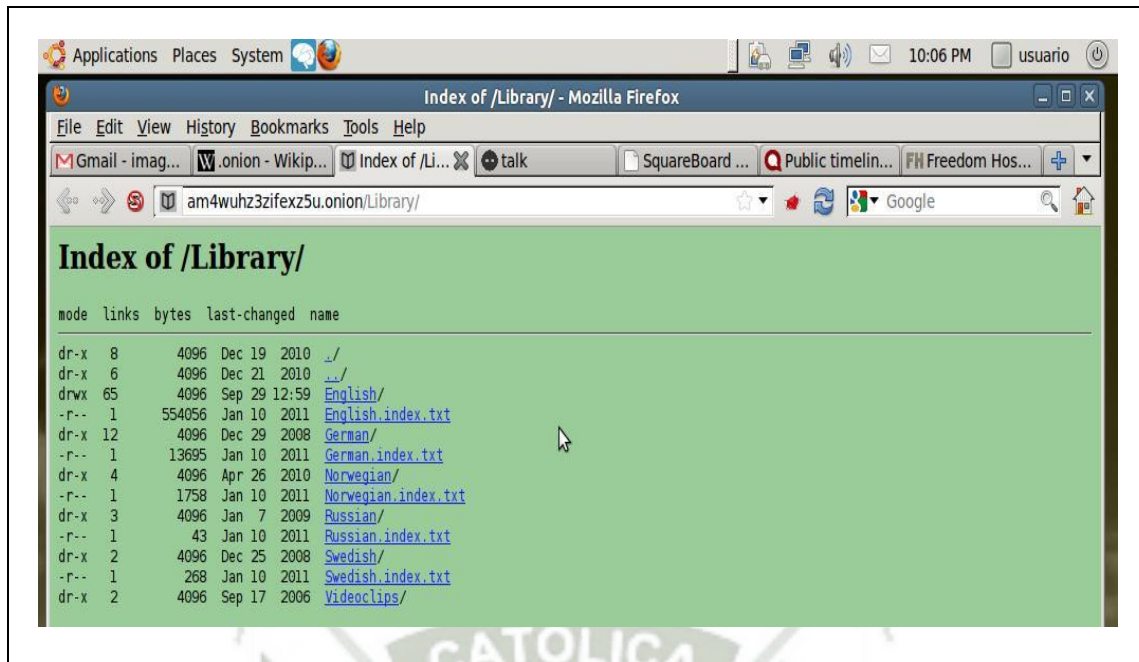 Applications Places System 10:06 PM usuario
Index of /Library/ - Mozilla Firefox
File Edit View History Bookmarks Tools Help
Gmail - imag... W .onion - Wikip... Index of /Li... talk SquareBoard ... Public timelin... FH Freedom Hos...
am4wuhz3zifexz5u.onion/Library/ Google
Index of /Library/
mode links bytes last-changed name
dr-x 8 4096 Dec 19 2010 ./
dr-x 6 4096 Dec 21 2010 ../
drwx 65 4096 Sep 29 12:59 English/
-r-- 1 554056 Jan 10 2011 English.index.txt
dr-x 12 4096 Dec 29 2008 German/
-r-- 1 13695 Jan 10 2011 German.index.txt
dr-x 4 4096 Apr 26 2010 Norwegian/
-r-- 1 1758 Jan 10 2011 Norwegian.index.txt
dr-x 3 4096 Jan 7 2009 Russian/
-r-- 1 43 Jan 10 2011 Russian.index.txt
dr-x 2 4096 Dec 25 2008 Swedish/
-r-- 1 268 Jan 10 2011 Swedish.index.txt
dr-x 2 4096 Sep 17 2006 Videoclips/
CATOLICA